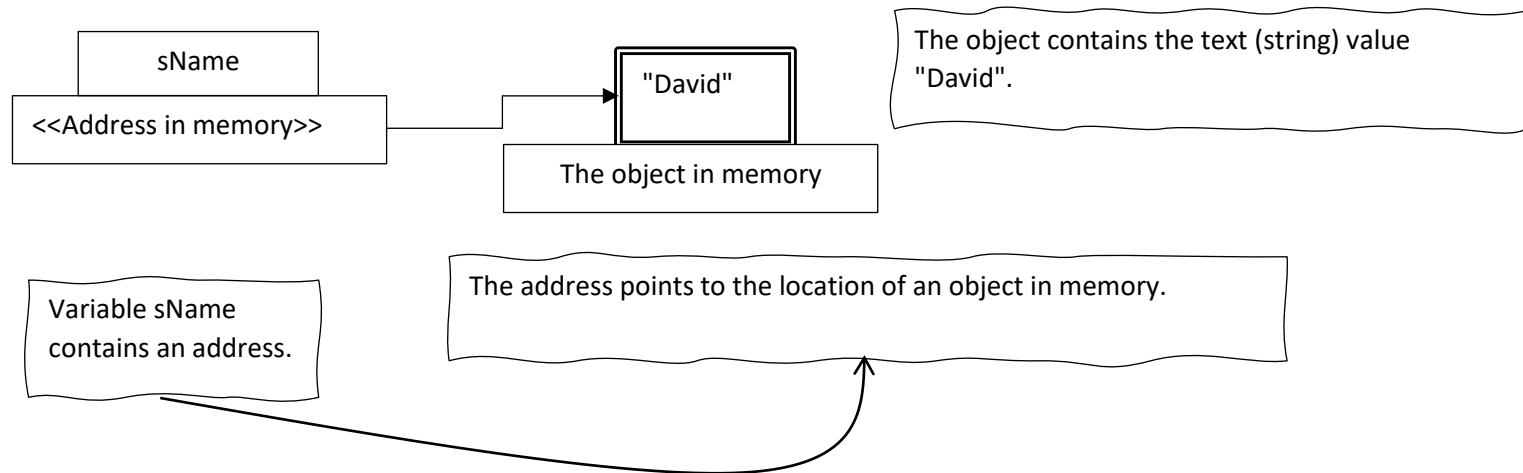 sName
<<Address in memory>>
"David"
The object in memory
The object contains the text (string) value
"David".
Variable sName
contains an address.
The address points to the location of an object in memory.